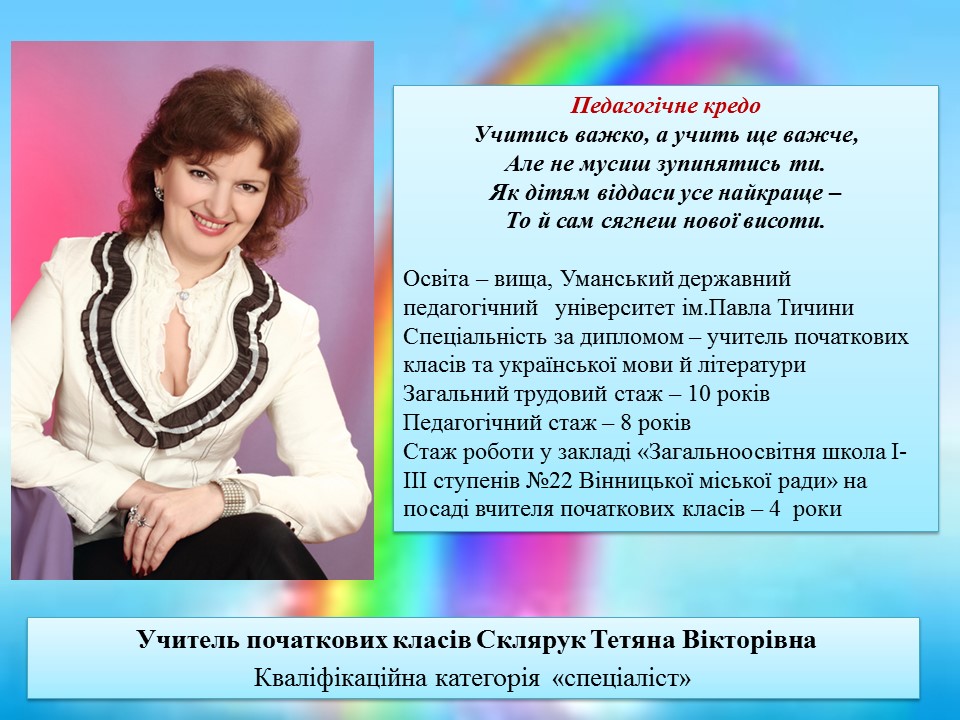 Педагогічне кредо
Учитись важко, а учить ще важче,
Але не мусиш зупинятись ти.
Як дітям віддаси усе найкраще –
То й сам сягнеш нової висоти.
Освіта – вища, Уманський державний
педагогічний університет ім.Павла Тичини
Спеціальність за дипломом – учитель початкових
класів та української мови й літератури
Загальний трудовий стаж – 10 років
Педагогічний стаж – 8 років
Стаж роботи у закладі «Загальноосвітня школа І-
ІІІ ступенів №22 Вінницької міської ради» на
посаді вчителя початкових класів – 4 роки
Учитель початкових класів Склярук Тетяна Вікторівна
Кваліфікаційна категорія «спеціаліст»